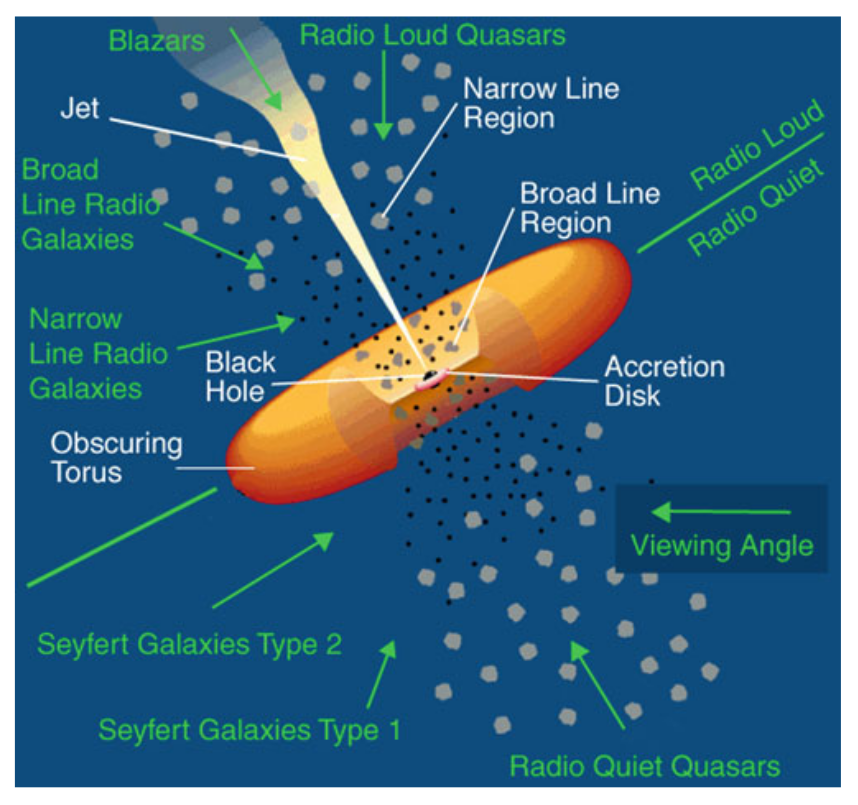 Blazars
Radio Loud Quasars
Jet
Narrow Line
Region
Radio Loud
Radio Quiet
Broad
Line Radio
Galaxies
Broad Line
Region
Narrow
Line Radio
Galaxies
Black
Hole
Accretion
Disk
Obscuring
Torus
Viewing Angle
Seyfert Galaxies Type 2
Seyfert Galaxies Type 1
Radio Quiet Quasars